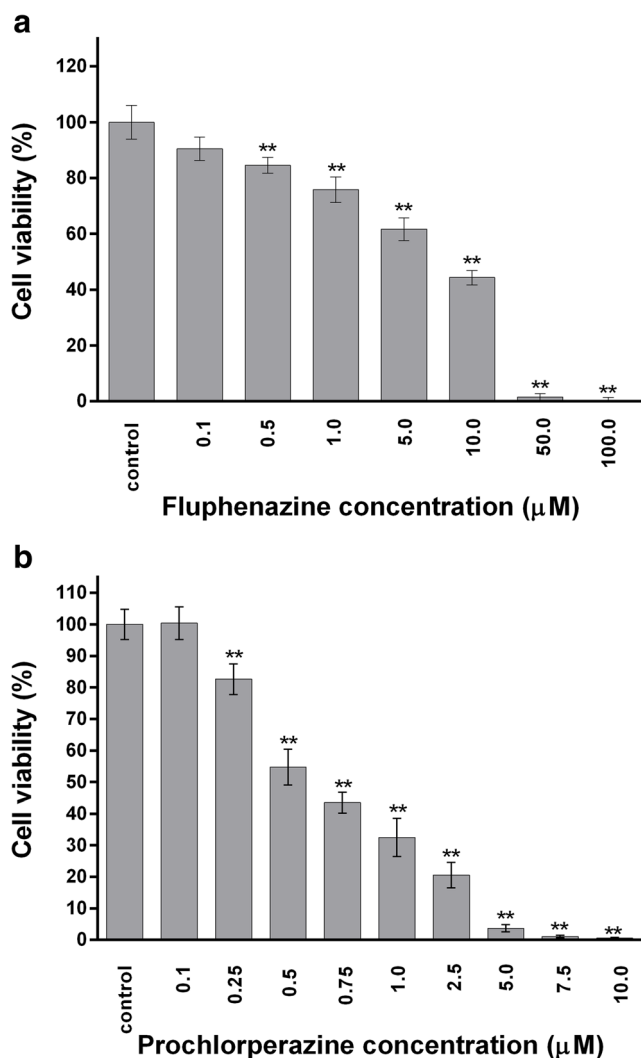 a
Cell viability (%)
120
100
80
60
40
20
0
** ** ** ** ** **
control 0.1 0.5 1.0 5.0 10.0 50.0 100.0
Fluphenazine concentration (μM)
b
Cell viability (%)
110
100
90
80
70
60
50
40
30
20
10
0
** ** ** ** ** ** ** **
control 0.1 0.25 0.5 0.75 1.0 2.5 5.0 7.5 10.0
Prochlorperazine concentration (μM)